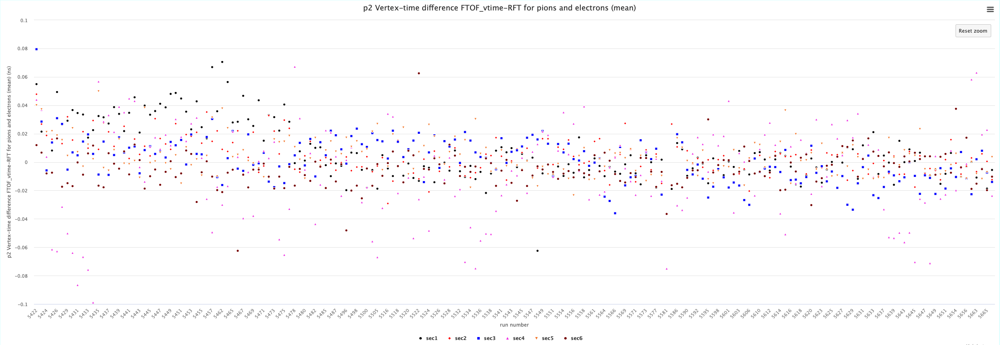 p2 Vertex-time difference FTOF_vtime-RFT for pions and electrons (mean)
Reset zoom
p2 Vertex-time difference FTOF_vtime-RFT for pions and electrons (mean) (ns)
0.1
0.08
0.06
0.04
0.02
0
-0.02
-0.04
-0.06
-0.08
-0.1
5422 5424 5426 5429 5431 5433 5435 5437 5439 5441 5443 5445 5447 5449 5451 5453 5455 5457 5462 5465 5467 5469 5471 5473 5475 5478 5480 5482 5485 5487 5496 5498 5500 5505 5516 5518 5520 5522 5524 5526 5528 5532 5534 5536 5538 5541 5543 5545 5547 5549 5551 5554 5556 5558 5561 5564 5566 5569 5571 5573 5577 5581 5586 5590 5592 5595 5598 5601 5603 5606 5610 5612 5614 5616 5618 5620 5623 5625 5627 5629 5631 5633 5637 5639 5643 5645 5647 5649 5651 5654 5656 5663 5665
run number
sec1 sec2 sec3 sec4 sec5 sec6